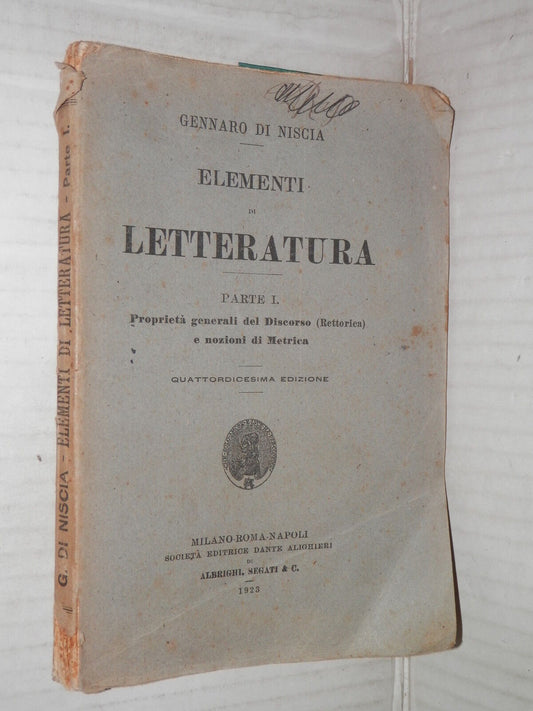 GENNARO DI NISCIA
ELEMENTI
DI
LETTERATURA
PARTE I.
Proprietà generali del Discorso (Rettorica)
e nozioni di Metrica
QUATTORDICESIMA EDIZIONE
MILANO-ROMA-NAPOLI
SOCIETÀ EDITRICE DANTE ALIGHIERI
DI
ALBRIGHI, SEGATI & C.
1923
G. DI NISCIA - ELEMENTI DI LETTERATURA - Parte I.